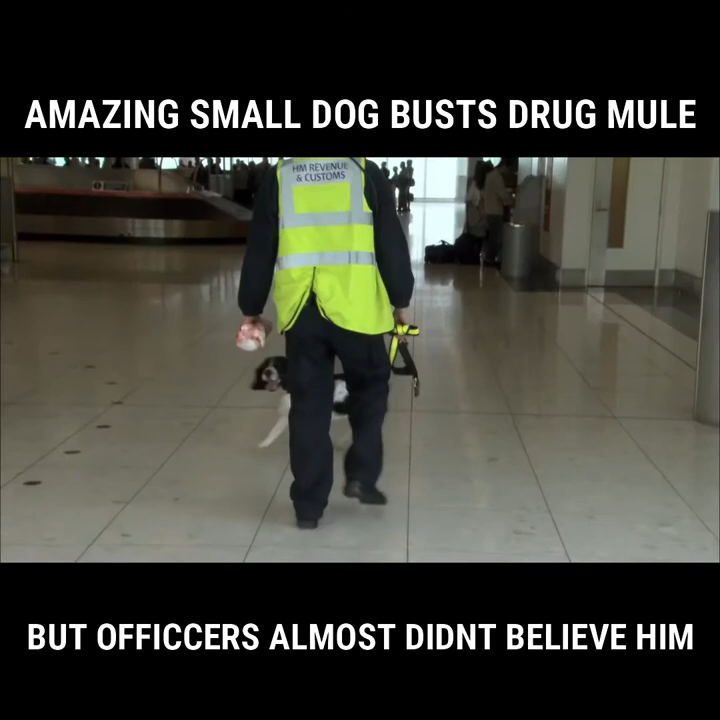 AMAZING SMALL DOG BUSTS DRUG MULE
HM REVENUE
& CUSTOMS
BUT OFFICCERS ALMOST DIDNT BELIEVE HIM